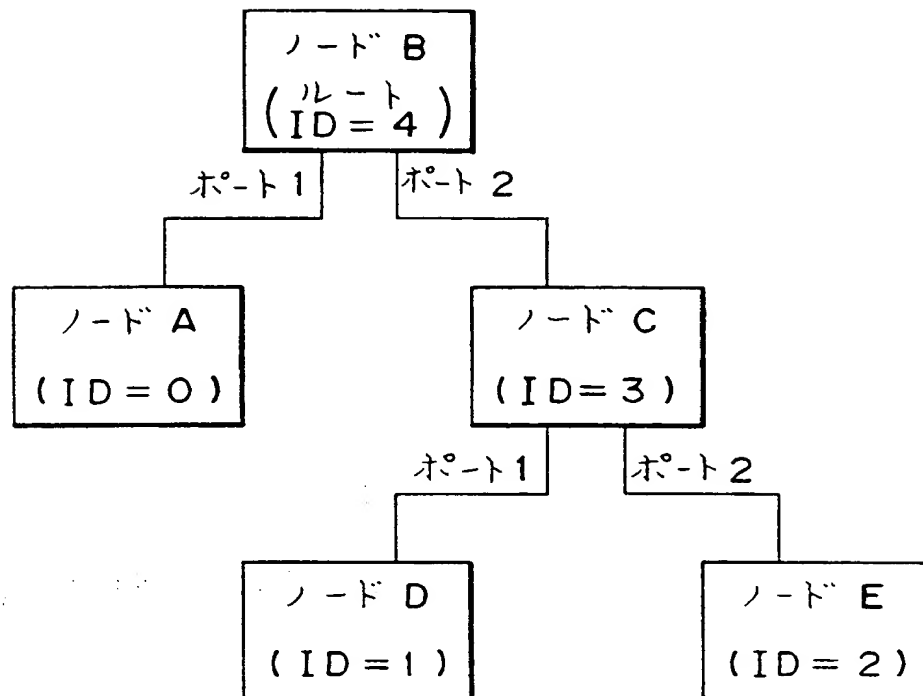 ノード B
(ルート
ID = 4)
ポート 1
ポート 2
ノード A
(ID = 0)
ノード C
(ID = 3)
ポート 1
ポート 2
ノード D
(ID = 1)
ノード E
(ID = 2)